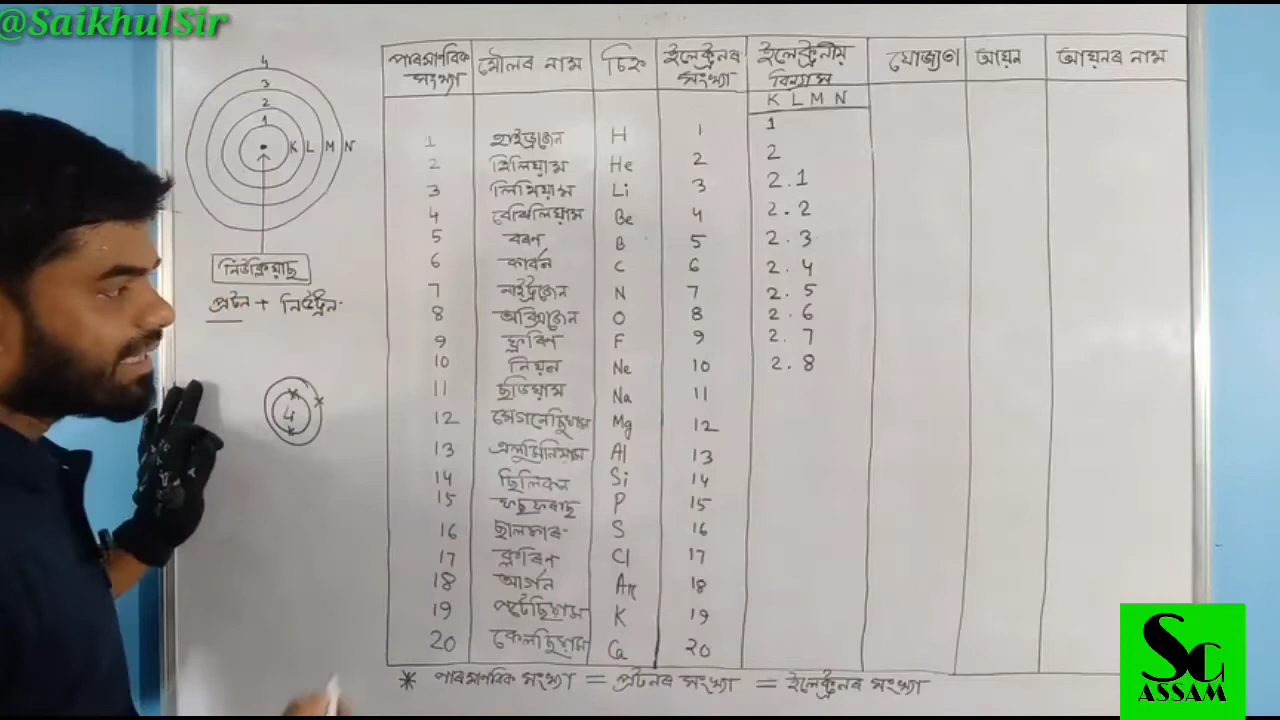 @SaikhulSir
4
3
2
1
K L M N
নিউক্লিয়াছ
প্ৰটন + নিউট্ৰন
4
পাৰমাণবিক সংখ্যা মৌলৰ নাম চিহ্ন ইলেক্ট্ৰনৰ সংখ্যা ইলেক্ট্ৰনীয় বিন্যাস যোজ্যতা আয়ন আয়নৰ নাম
K L M N
1 হাইড্ৰজেন H 1 1
2 হিলিয়াম He 2 2
3 লিথিয়াম Li 3 2.1
4 বেৰিলিয়াম Be 4 2.2
5 বৰণ B 5 2.3
6 কাৰ্বন C 6 2.4
7 নাইট্ৰজেন N 7 2.5
8 অক্সিজেন O 8 2.6
9 ফ্লৰিণ F 9 2.7
10 নিয়ন Ne 10 2.8
11 ছডিয়াম Na 11
12 মেগনেছিয়াম Mg 12
13 এলুমিনিয়াম Al 13
14 ছিলিকন Si 14
15 ফছফৰাছ P 15
16 ছালফাৰ S 16
17 ক্লৰিণ Cl 17
18 আৰ্গন Ar 18
19 পটেছিয়াম K 19
20 কেলছিয়াম Ca 20
* পাৰমাণবিক সংখ্যা = প্ৰটনৰ সংখ্যা = ইলেক্ট্ৰনৰ সংখ্যা
SG
ASSAM